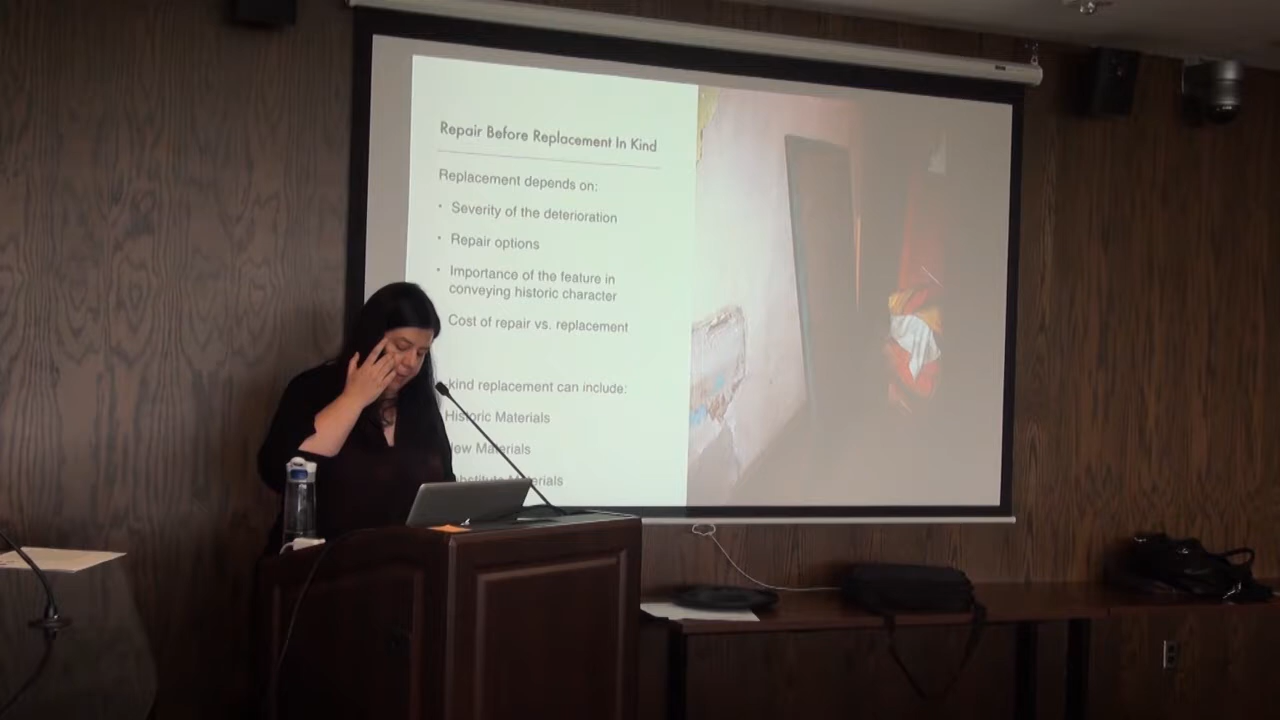 Repair Before Replacement In Kind
Replacement depends on:
• Severity of the deterioration
• Repair options
• Importance of the feature in
conveying historic character
Cost of repair vs. replacement
kind replacement can include:
Historic Materials
Materials